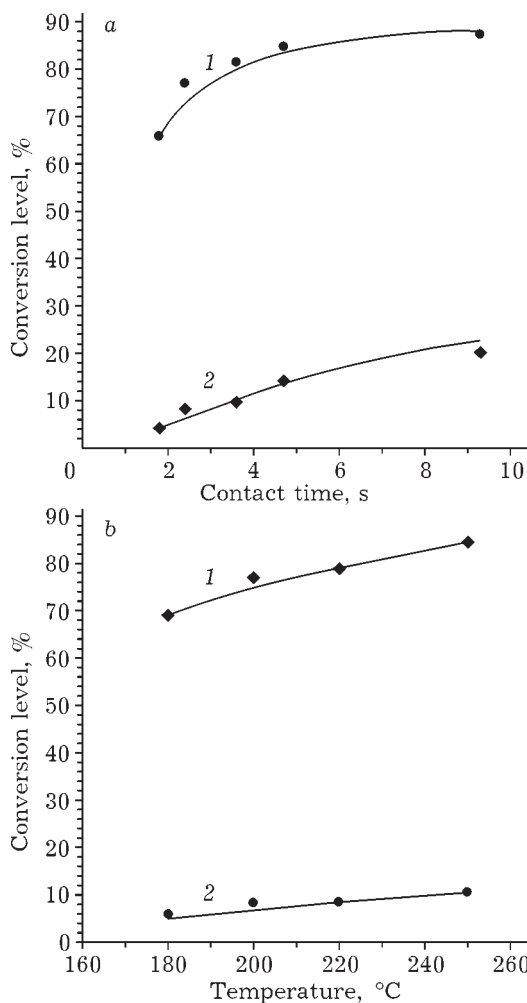 a
Conversion level, %
90
80
70
60
50
40
30
20
10
1
2
0 2 4 6 8 10
Contact time, s
b
Conversion level, %
90
80
70
60
50
40
30
20
10
0
1
2
160 180 200 220 240 260
Temperature, °C